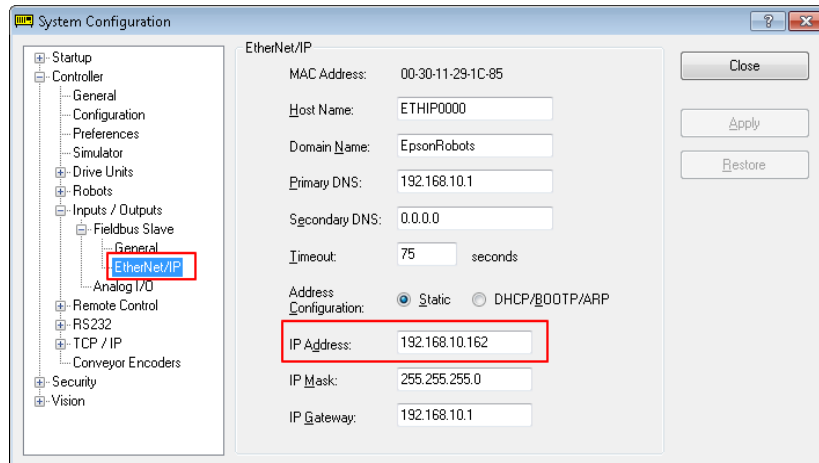 System Configuration
Startup
Controller
General
Configuration
Preferences
Simulator
Drive Units
Robots
Inputs / Outputs
Fieldbus Slave
General
EtherNet/IP
Analog I/O
Remote Control
RS232
TCP / IP
Conveyor Encoders
Security
Vision
EtherNet/IP
MAC Address: 00-30-11-29-1C-85
Host Name: ETHIP0000
Domain Name: EpsonRobots
Primary DNS: 192.168.10.1
Secondary DNS: 0.0.0.0
Timeout: 75 seconds
Address
Configuration: Static DHCP/BOOTP/ARP
IP Address: 192.168.10.162
IP Mask: 255.255.255.0
IP Gateway: 192.168.10.1
Close
Apply
Restore